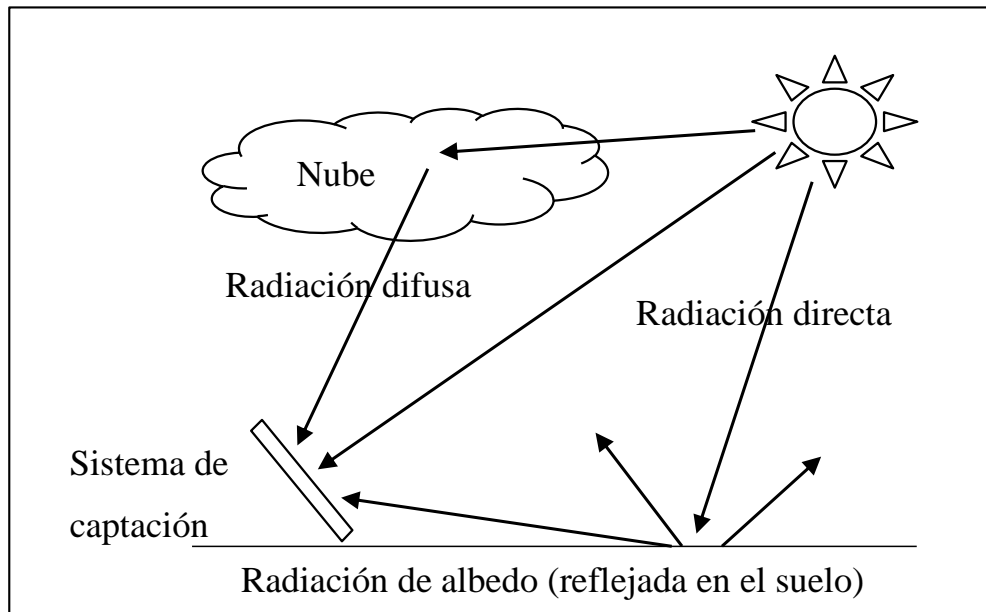 Nube
Radiación difusa
Radiación directa
Sistema de
captación
Radiación de albedo (reflejada en el suelo)